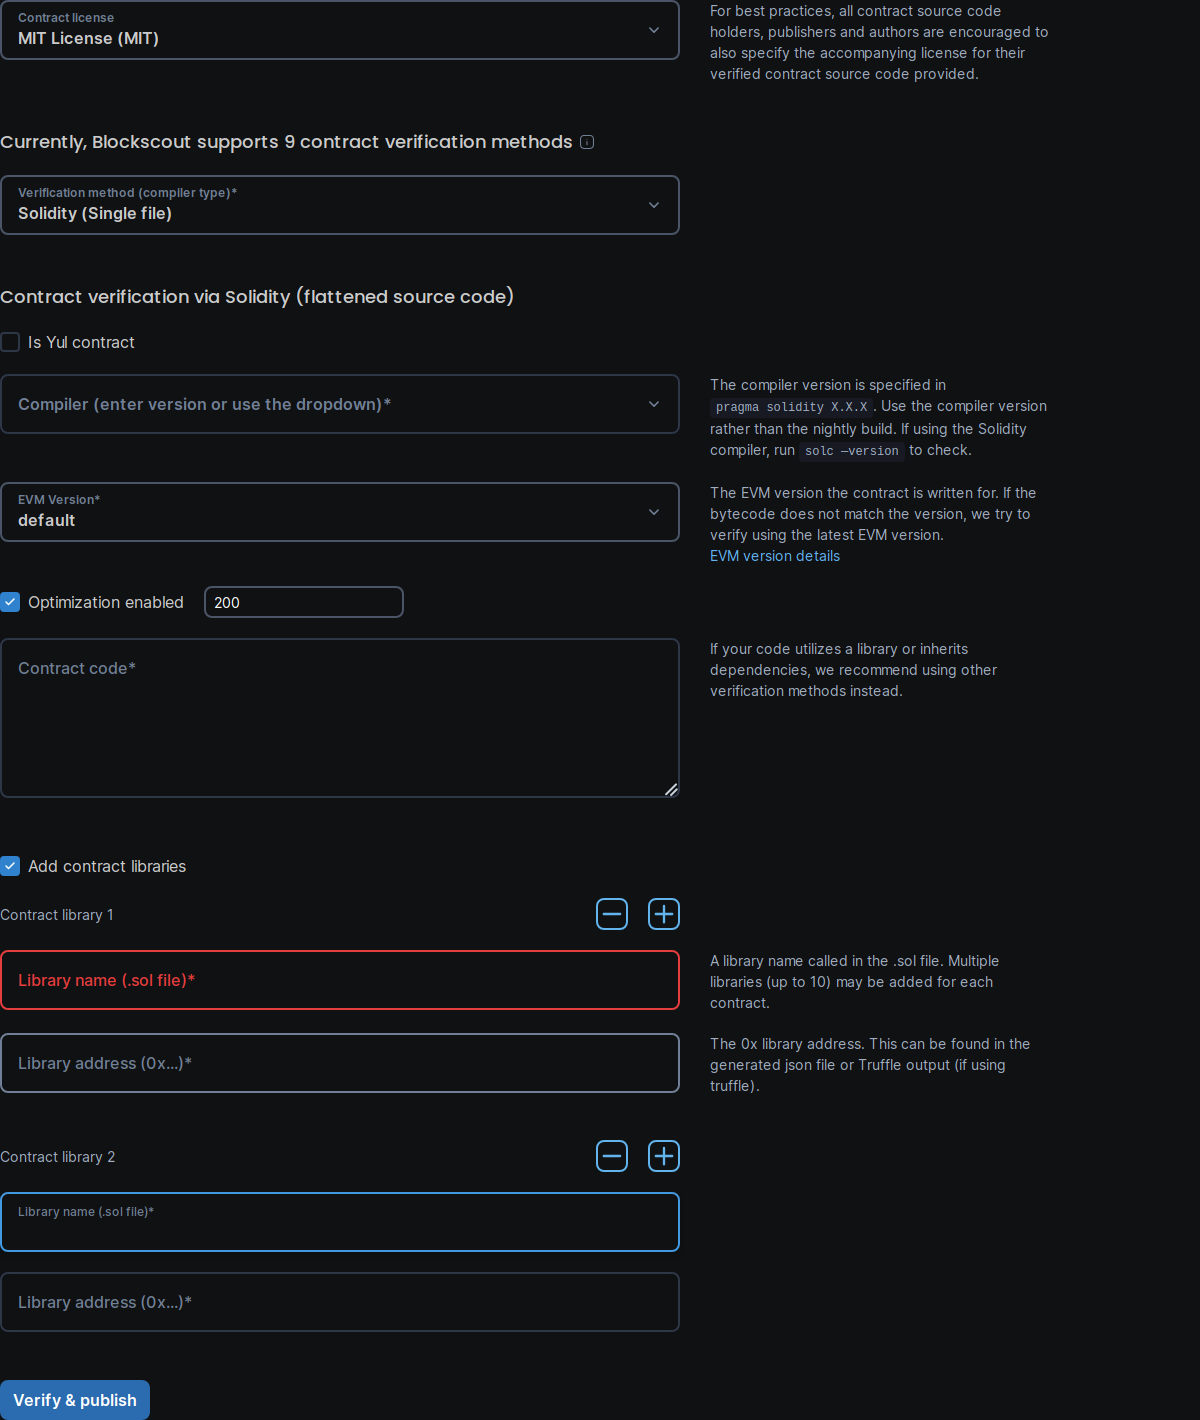 Contract license
MIT License (MIT)
For best practices, all contract source code
holders, publishers and authors are encouraged to
also specify the accompanying license for their
verified contract source code provided.
Currently, Blockscout supports 9 contract verification methods
Verification method (compiler type)*
Solidity (Single file)
Contract verification via Solidity (flattened source code)
Is Yul contract
Compiler (enter version or use the dropdown)*
The compiler version is specified in
pragma solidity X.X.X. Use the compiler version
rather than the nightly build. If using the Solidity
compiler, run solc —version to check.
EVM Version*
default
The EVM version the contract is written for. If the
bytecode does not match the version, we try to
verify using the latest EVM version.
EVM version details
Optimization enabled
200
Contract code*
If your code utilizes a library or inherits
dependencies, we recommend using other
verification methods instead.
Add contract libraries
Contract library 1
Library name (.sol file)*
A library name called in the .sol file. Multiple
libraries (up to 10) may be added for each
contract.
Library address (0x...)*
The 0x library address. This can be found in the
generated json file or Truffle output (if using
truffle).
Contract library 2
Library name (.sol file)*
Library address (0x...)*
Verify & publish